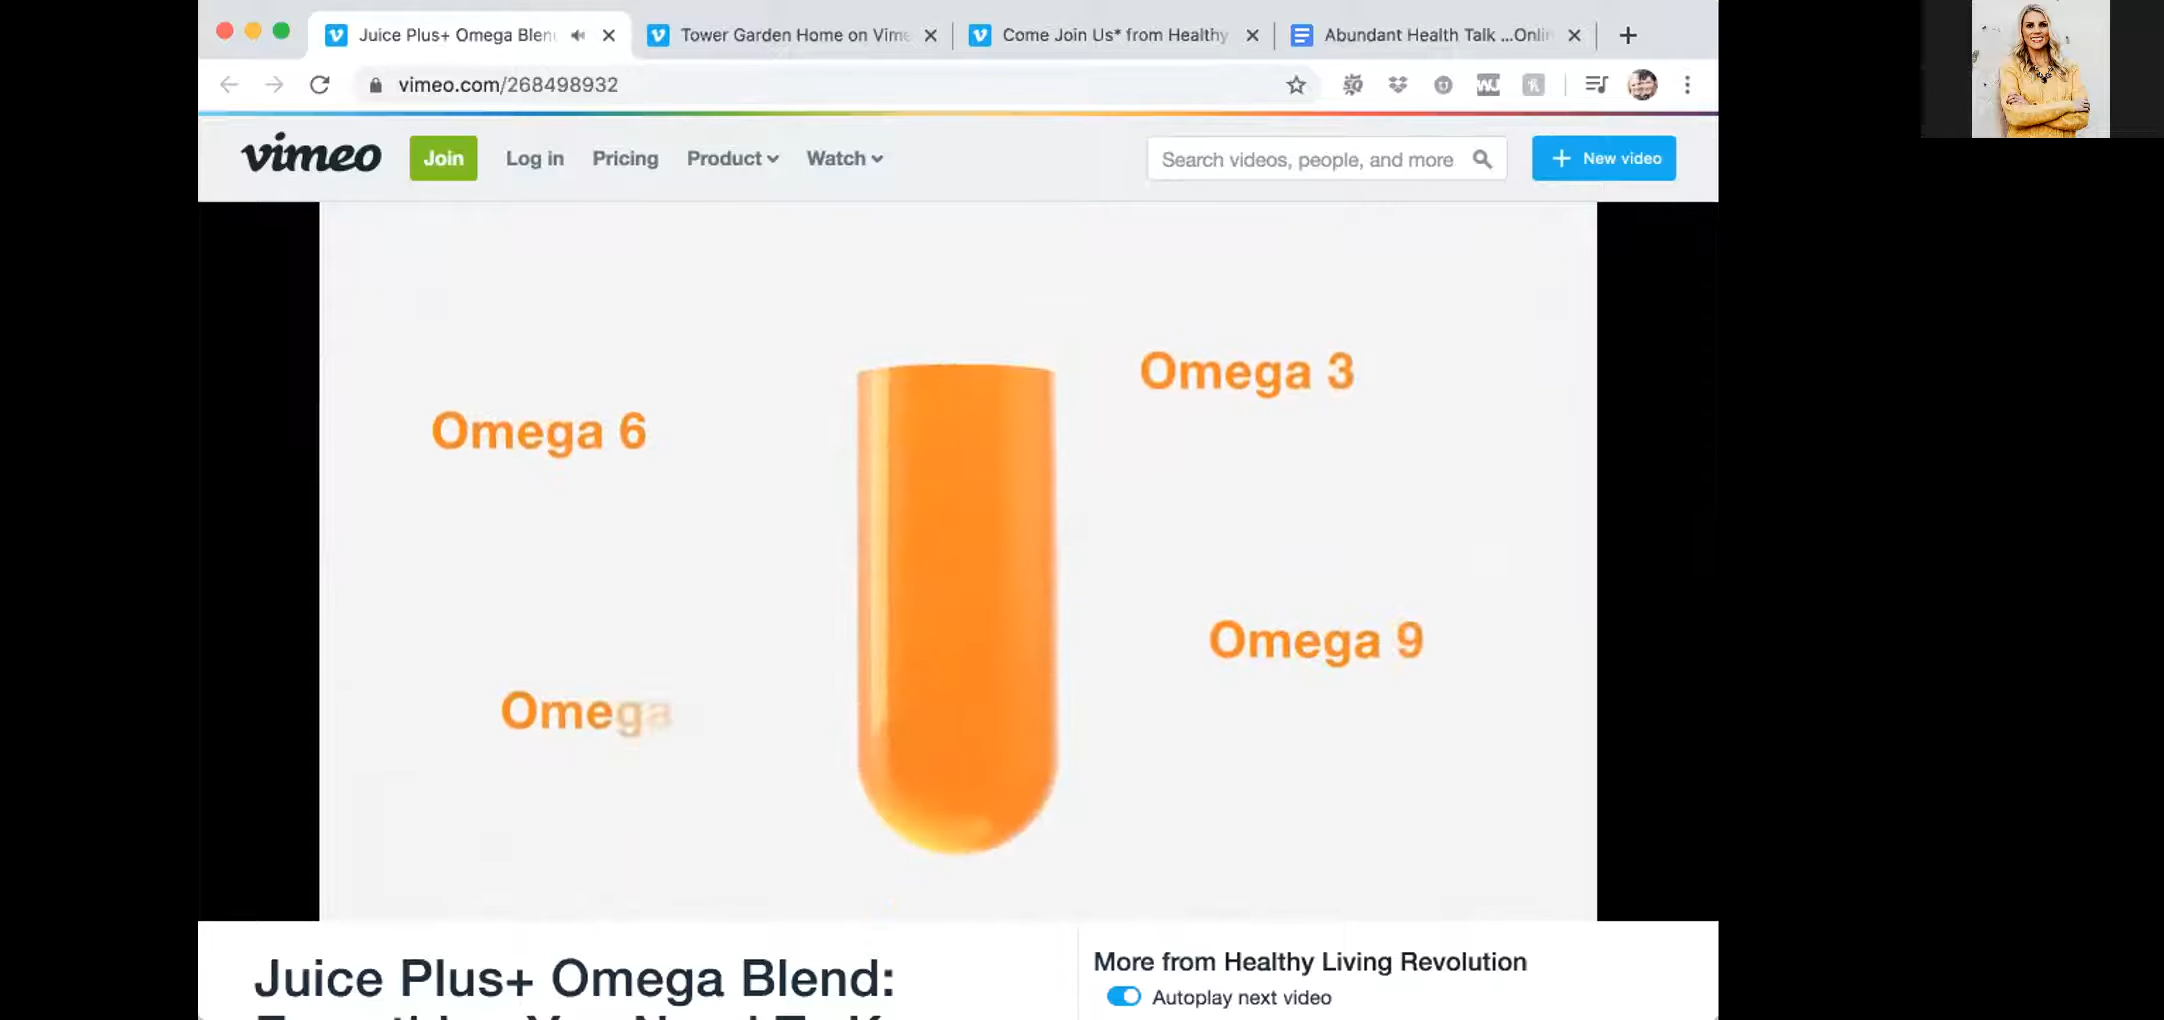 Juice Plus+ Omega Blen
Tower Garden Home on Vime
Come Join Us* from Healthy
Abundant Health Talk ...Onlin
vimeo.com/268498932
vimeo
Join
Log in
Pricing
Product
Watch
Search videos, people, and more
New video
Omega 3
Omega 6
Omega 9
Omega
Juice Plus+ Omega Blend:
More from Healthy Living Revolution
Autoplay next video